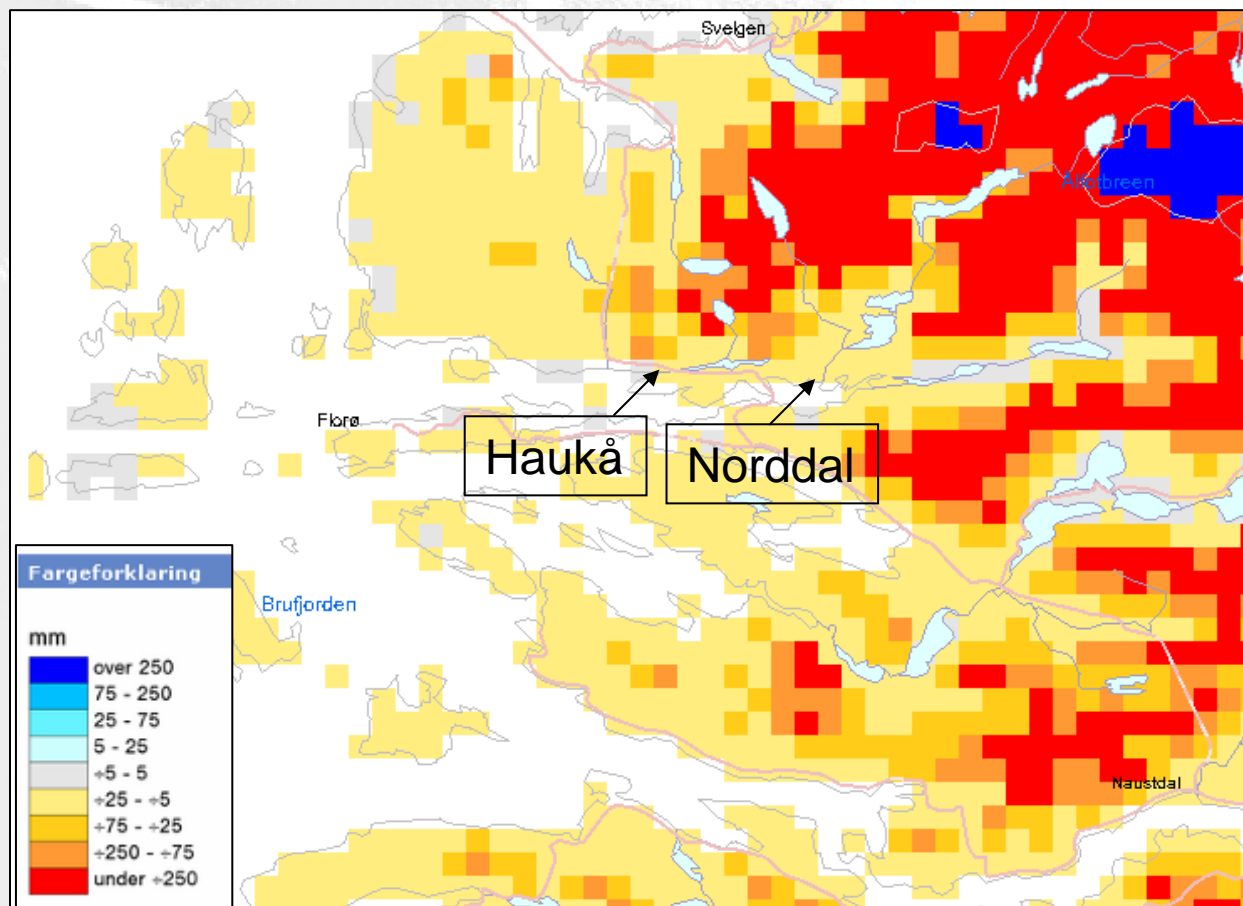 Svelgen
Ålfotbreen
Florø
Haukå
Norddal
Brufjorden
Naustdal
Fargeforklaring
mm
over 250
75 - 250
25 - 75
5 - 25
÷5 - 5
÷25 - ÷5
÷75 - ÷25
÷250 - ÷75
under ÷250